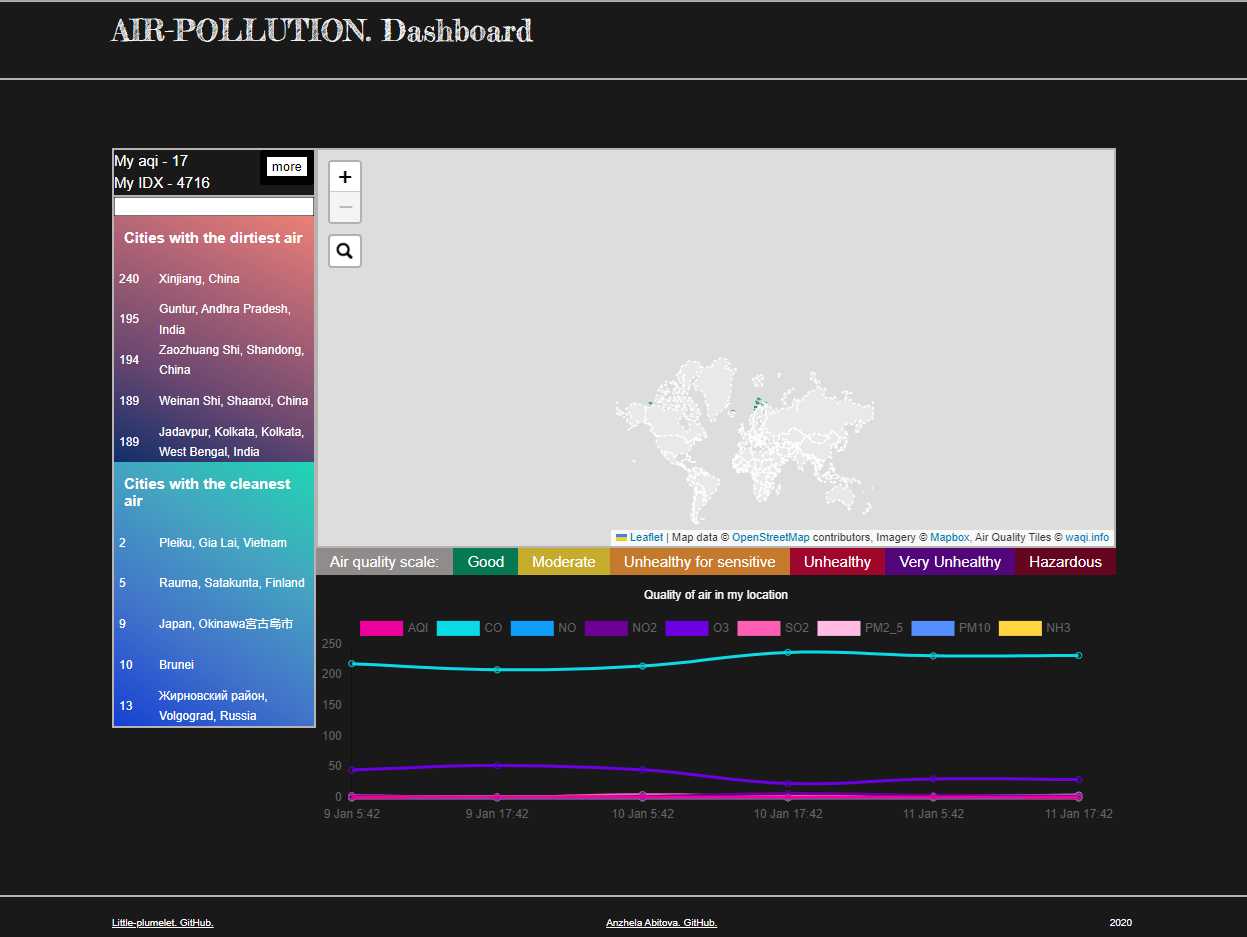 AIR-POLLUTION. Dashboard
My aqi - 17
more
My IDX - 4716
Cities with the dirtiest air
240 Xinjiang, China
195 Guntur, Andhra Pradesh,
India
194 Zaozhuang Shi, Shandong,
China
189 Weinan Shi, Shaanxi, China
189 Jadavpur, Kolkata, Kolkata,
West Bengal, India
Cities with the cleanest
air
2 Pleiku, Gia Lai, Vietnam
5 Rauma, Satakunta, Finland
9 Japan, Okinawa宮古島市
10 Brunei
13 Жирновский район,
Volgograd, Russia
+
−
Leaflet | Map data © OpenStreetMap contributors, Imagery © Mapbox, Air Quality Tiles © waqi.info
Air quality scale: Good Moderate Unhealthy for sensitive Unhealthy Very Unhealthy Hazardous
Quality of air in my location
AQI CO NO NO2 O3 SO2 PM2_5 PM10 NH3
250
200
150
100
50
0
9 Jan 5:42 9 Jan 17:42 10 Jan 5:42 10 Jan 17:42 11 Jan 5:42 11 Jan 17:42
Little-plumelet. GitHub. Anzhela Abitova. GitHub. 2020